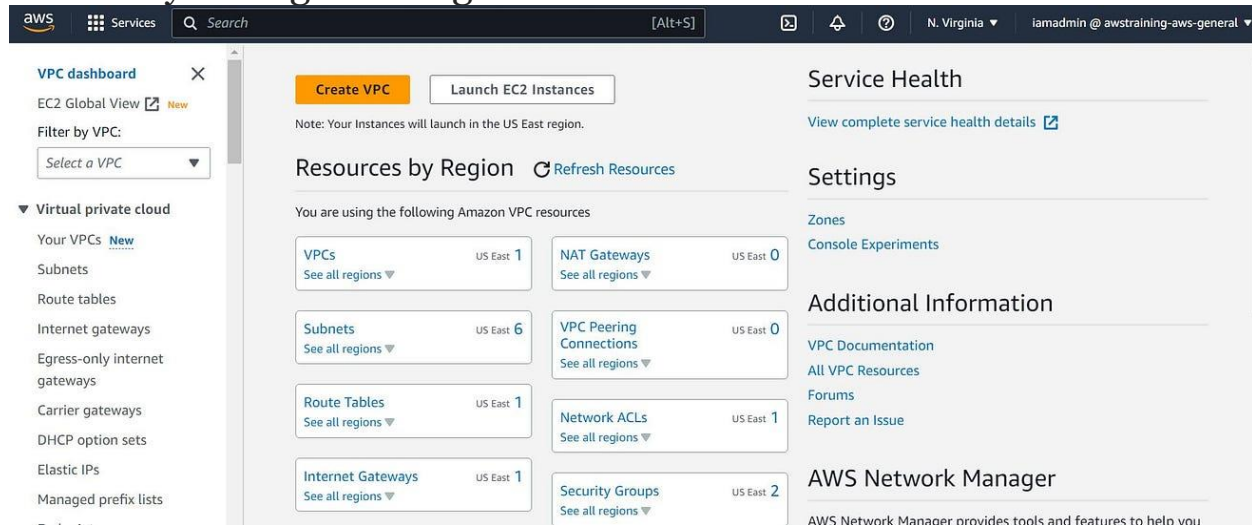 aws
Services
Search
[Alt+S]
N. Virginia ▼
iamadmin @ awstraining-aws-general ▼
VPC dashboard
EC2 Global View New
Filter by VPC:
Select a VPC
Virtual private cloud
Your VPCs New
Subnets
Route tables
Internet gateways
Egress-only internet
gateways
Carrier gateways
DHCP option sets
Elastic IPs
Managed prefix lists
Create VPC
Launch EC2 Instances
Note: Your Instances will launch in the US East region.
Resources by Region
Refresh Resources
You are using the following Amazon VPC resources
VPCs US East 1
See all regions
NAT Gateways US East 0
See all regions
Subnets US East 6
See all regions
VPC Peering
Connections US East 0
See all regions
Route Tables US East 1
See all regions
Network ACLs US East 1
See all regions
Internet Gateways US East 1
See all regions
Security Groups US East 2
See all regions
Service Health
View complete service health details
Settings
Zones
Console Experiments
Additional Information
VPC Documentation
All VPC Resources
Forums
Report an Issue
AWS Network Manager
AWS Network Manager provides tools and features to help you